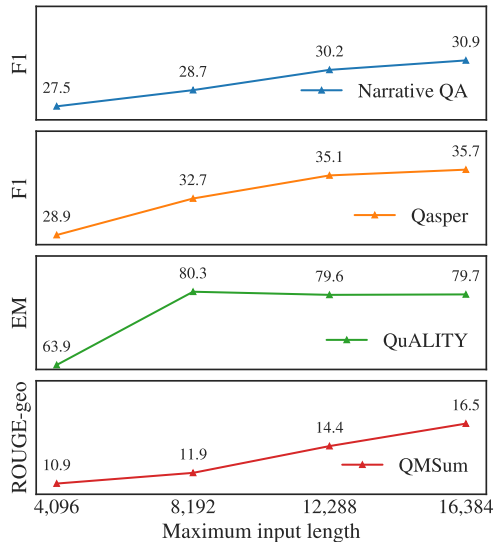 F1
27.5
28.7
30.2
30.9
Narrative QA
F1
28.9
32.7
35.1
35.7
Qasper
EM
63.9
80.3
79.6
79.7
QuALITY
ROUGE-geo
10.9
11.9
14.4
16.5
QMSum
4,096
8,192
12,288
16,384
Maximum input length